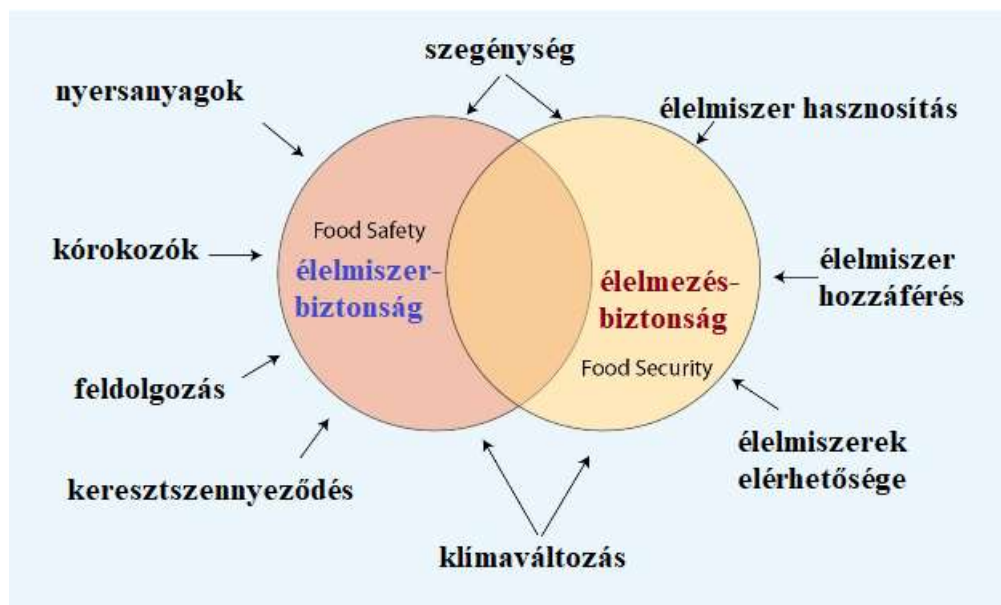 szegénység
nyersanyagok
élelmiszer hasznosítás
Food Safety
élelmiszer-
biztonság
kórokozók
élelmezés-
biztonság
Food Security
élelmiszer
hozzáférés
feldolgozás
élelmiszerek
elérhetősége
keresztszennyeződés
klímaváltozás